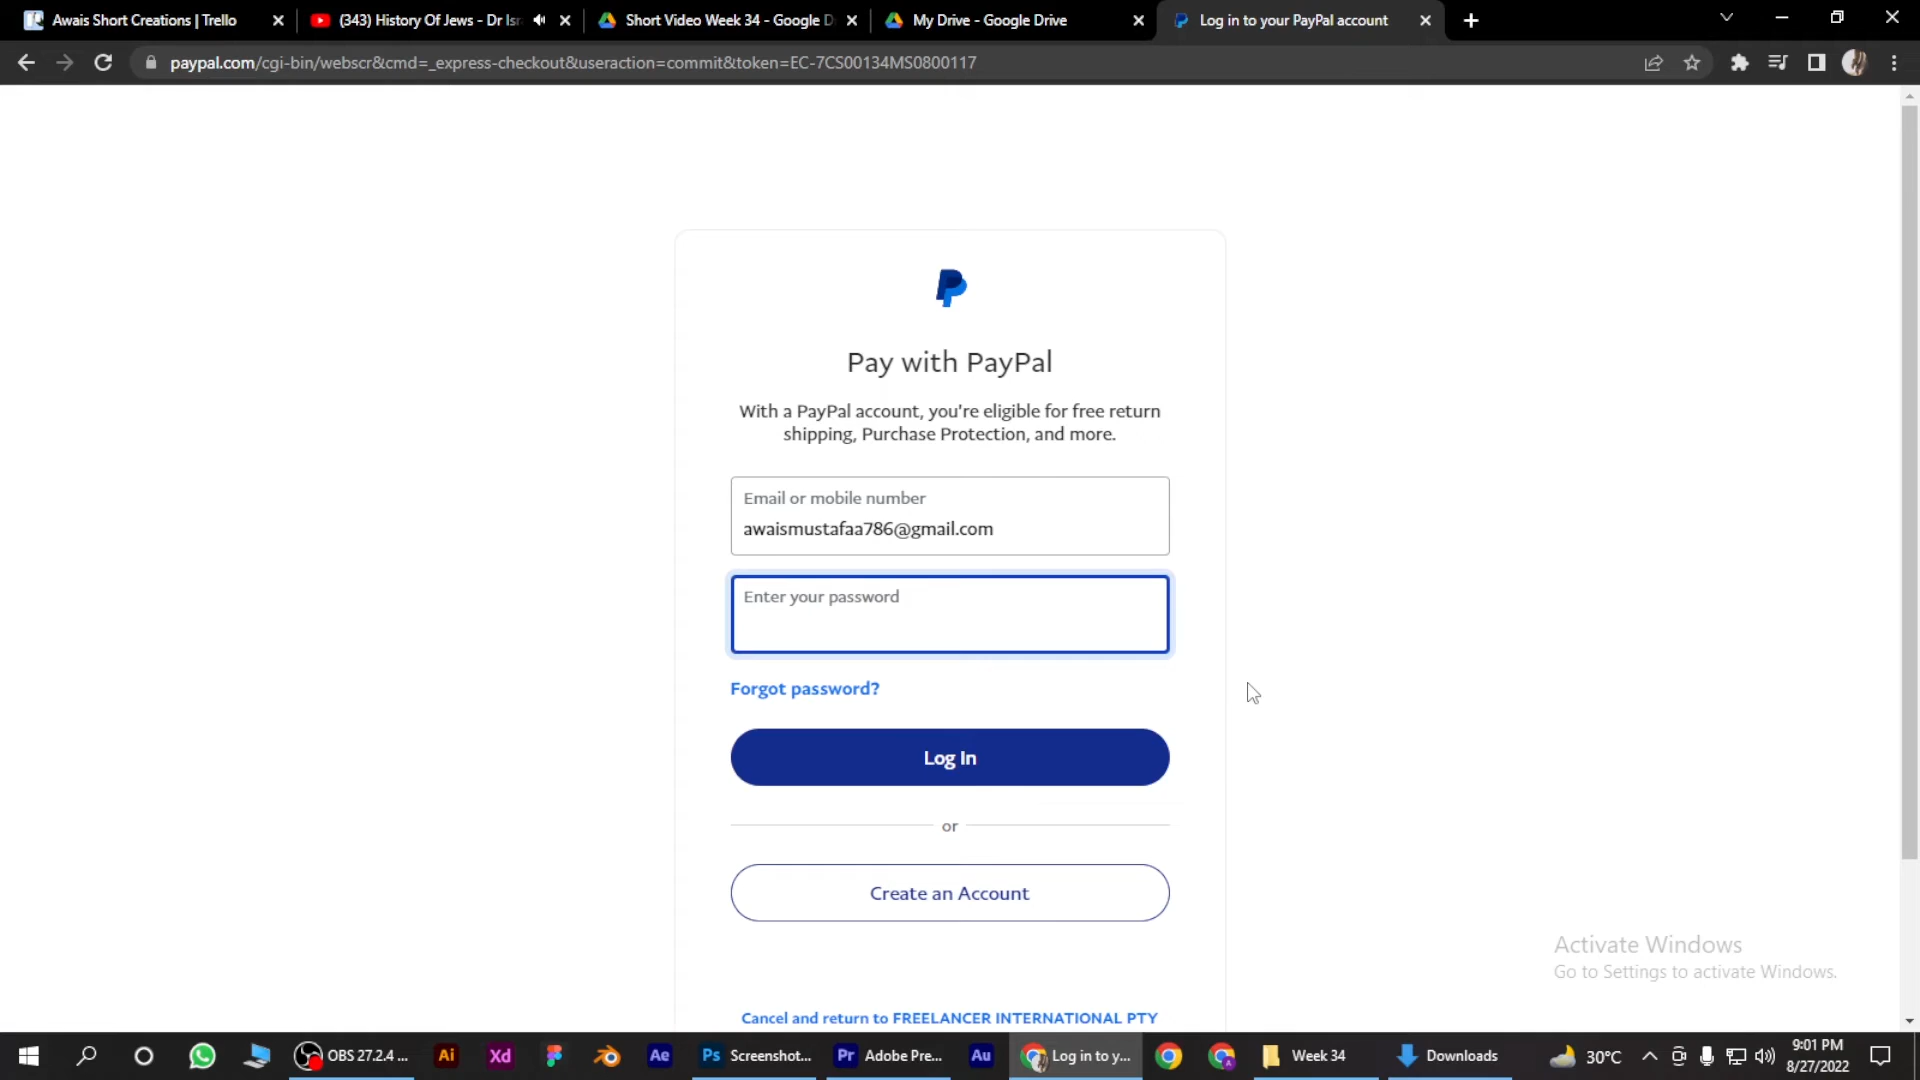 Awais Short Creations | Trello
(343) History Of Jews - Dr Isr
Short Video Week 34 - Google D
My Drive - Google Drive
Log in to your PayPal account
paypal.com/cgi-bin/webscr&cmd=_express-checkout&useraction=commit&token=EC-7CS00134MS0800117
Pay with PayPal
With a PayPal account, you're eligible for free return
shipping, Purchase Protection, and more.
Email or mobile number
awaismustafaa786@gmail.com
Enter your password
Forgot password?
Log In
or
Create an Account
Activate Windows
Go to Settings to activate Windows.
Cancel and return to FREELANCER INTERNATIONAL PTY
OBS 27.2.4 ...
Ai
Xd
Ae
Ps
Screenshot...
Pr
Adobe Pre...
Au
Log in to y...
Week 34
Downloads
30°C
9:01 PM
8/27/2022